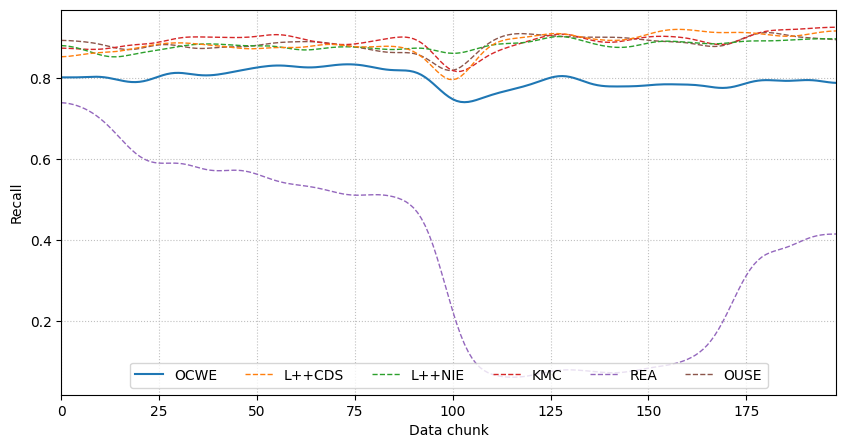 0.8
0.6
0.4
0.2
Recall
OCWE L++CDS L++NIE KMC REA OUSE
0 25 50 75 100 125 150 175
Data chunk